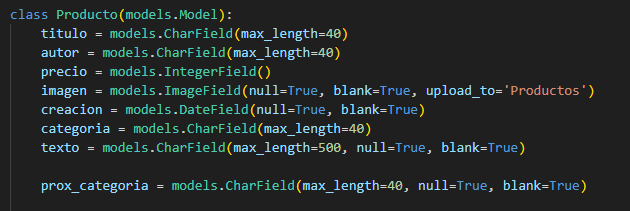 class Producto(models.Model):
    titulo = models.CharField(max_length=40)
    autor = models.CharField(max_length=40)
    precio = models.IntegerField()
    imagen = models.ImageField(null=True, blank=True, upload_to='Productos')
    creacion = models.DateField(null=True, blank=True)
    categoria = models.CharField(max_length=40)
    texto = models.CharField(max_length=500, null=True, blank=True)
    prox_categoria = models.CharField(max_length=40, null=True, blank=True)